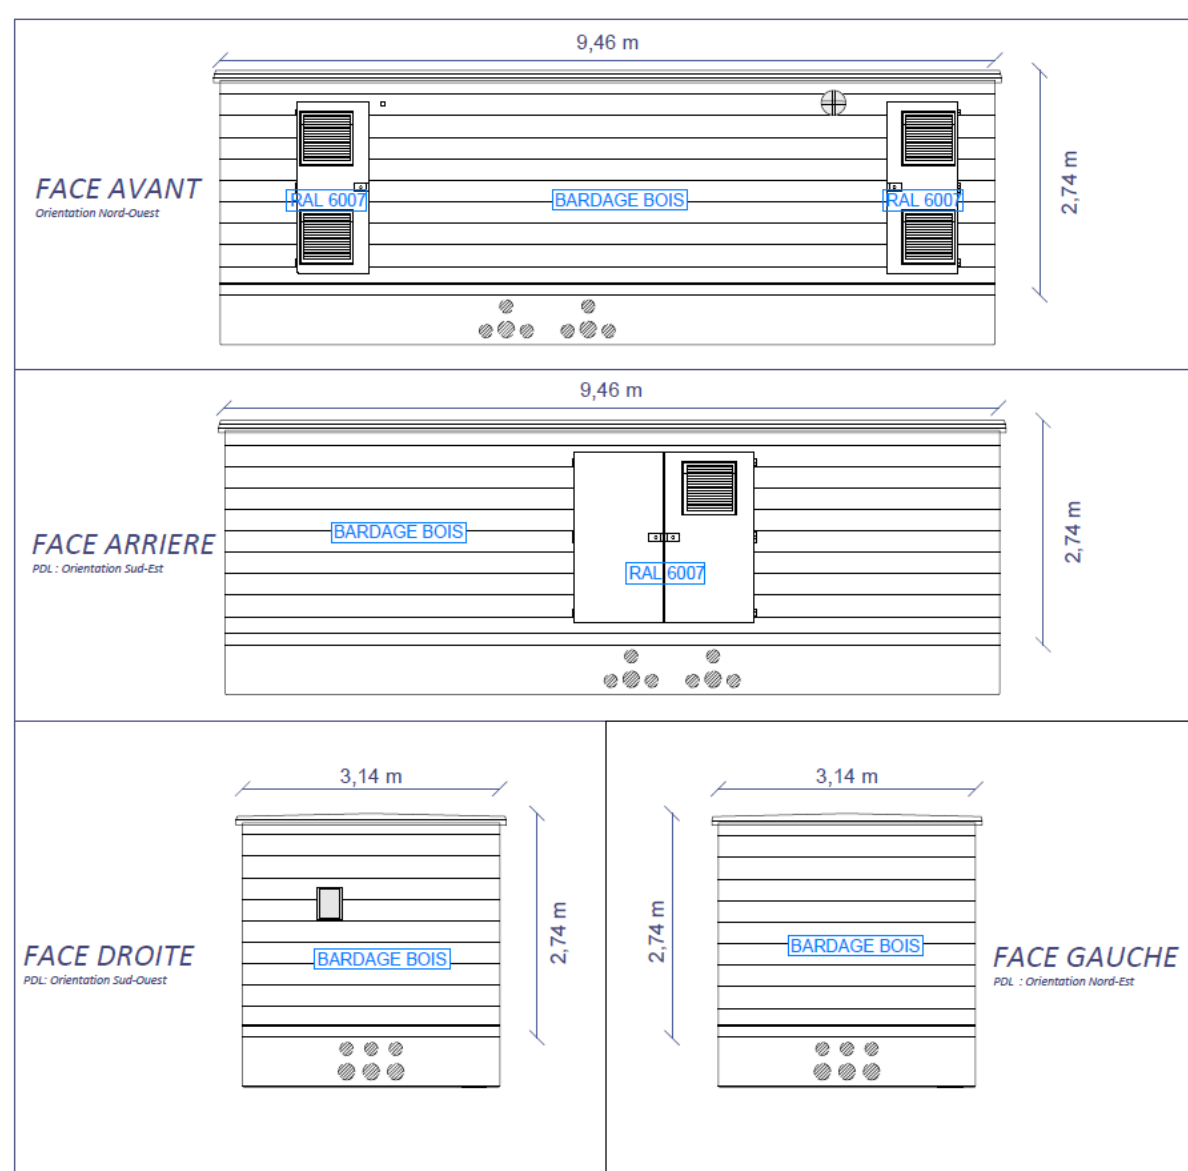 9,46 m
FACE AVANT
Orientation Nord-Ouest
RAL 6007
BARDAGE BOIS
RAL 6007
2,74 m
9,46 m
FACE ARRIERE
PDL : Orientation Sud-Est
BARDAGE BOIS
RAL 6007
2,74 m
3,14 m
FACE DROITE
PDL: Orientation Sud-Ouest
BARDAGE BOIS
2,74 m
3,14 m
2,74 m
BARDAGE BOIS
FACE GAUCHE
PDL : Orientation Nord-Est